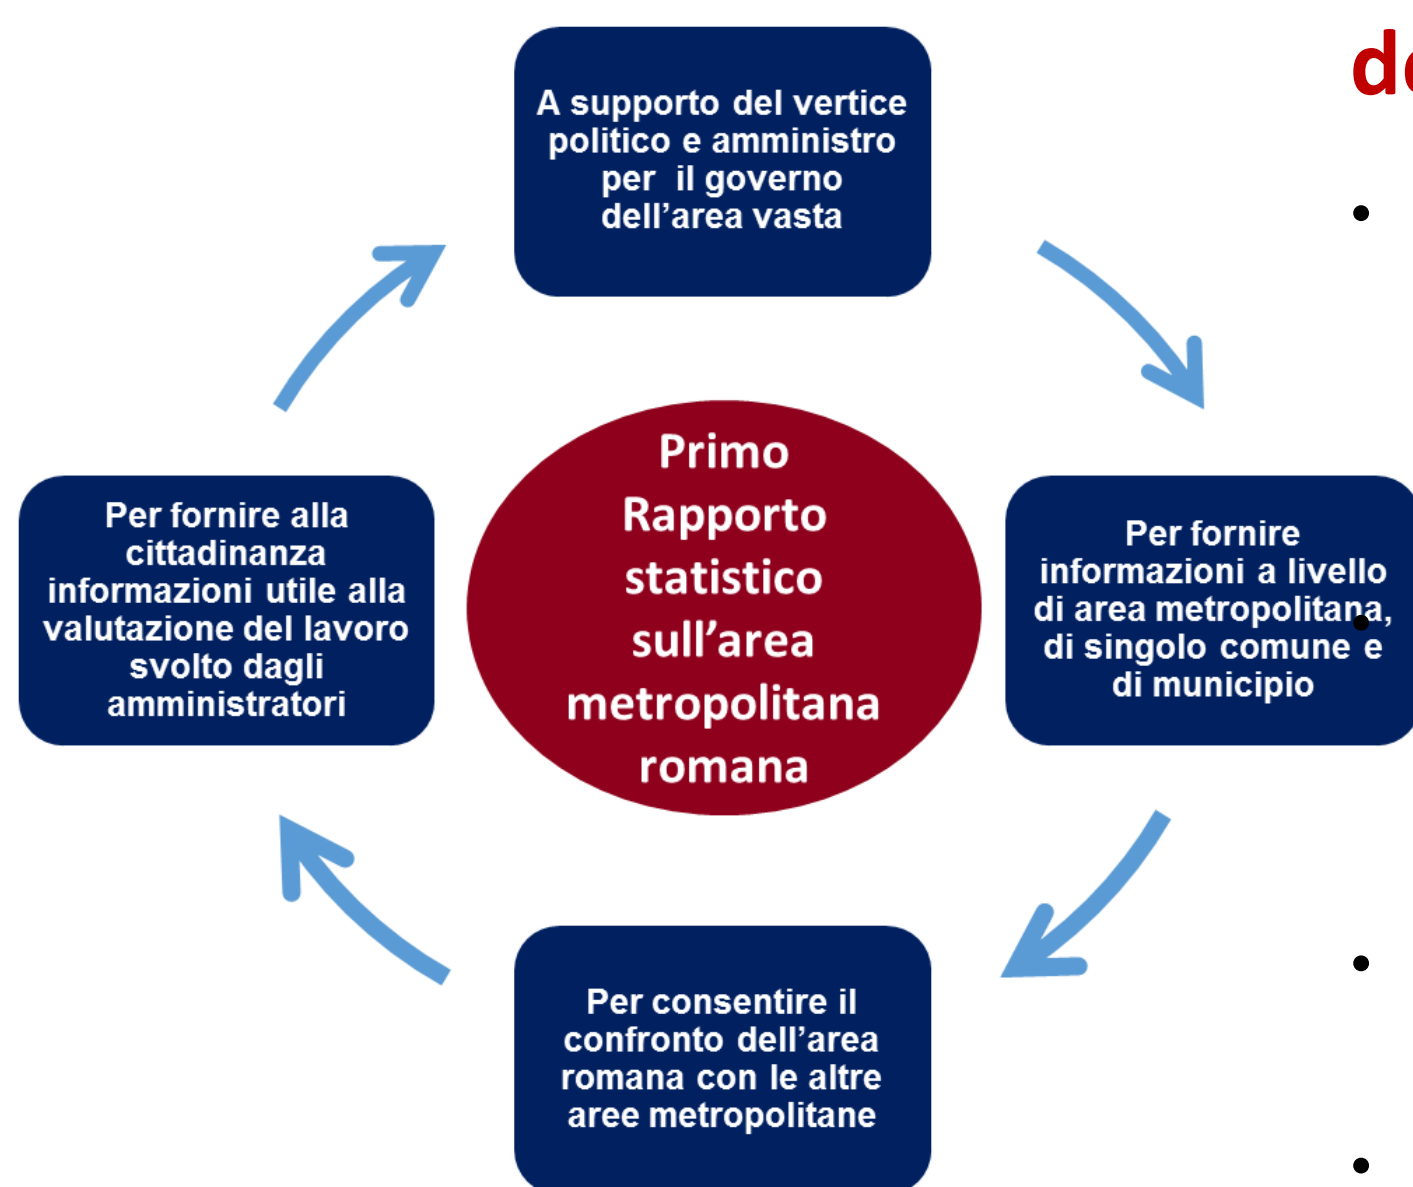 A supporto del vertice
politico e amministro
per il governo
dell’area vasta
Per fornire
informazioni a livello
di area metropolitana,
di singolo comune e
di municipio
Per consentire il
confronto dell’area
romana con le altre
aree metropolitane
Per fornire alla
cittadinanza
informazioni utile alla
valutazione del lavoro
svolto dagli
amministratori
Primo
Rapporto
statistico
sull’area
metropolitana
romana